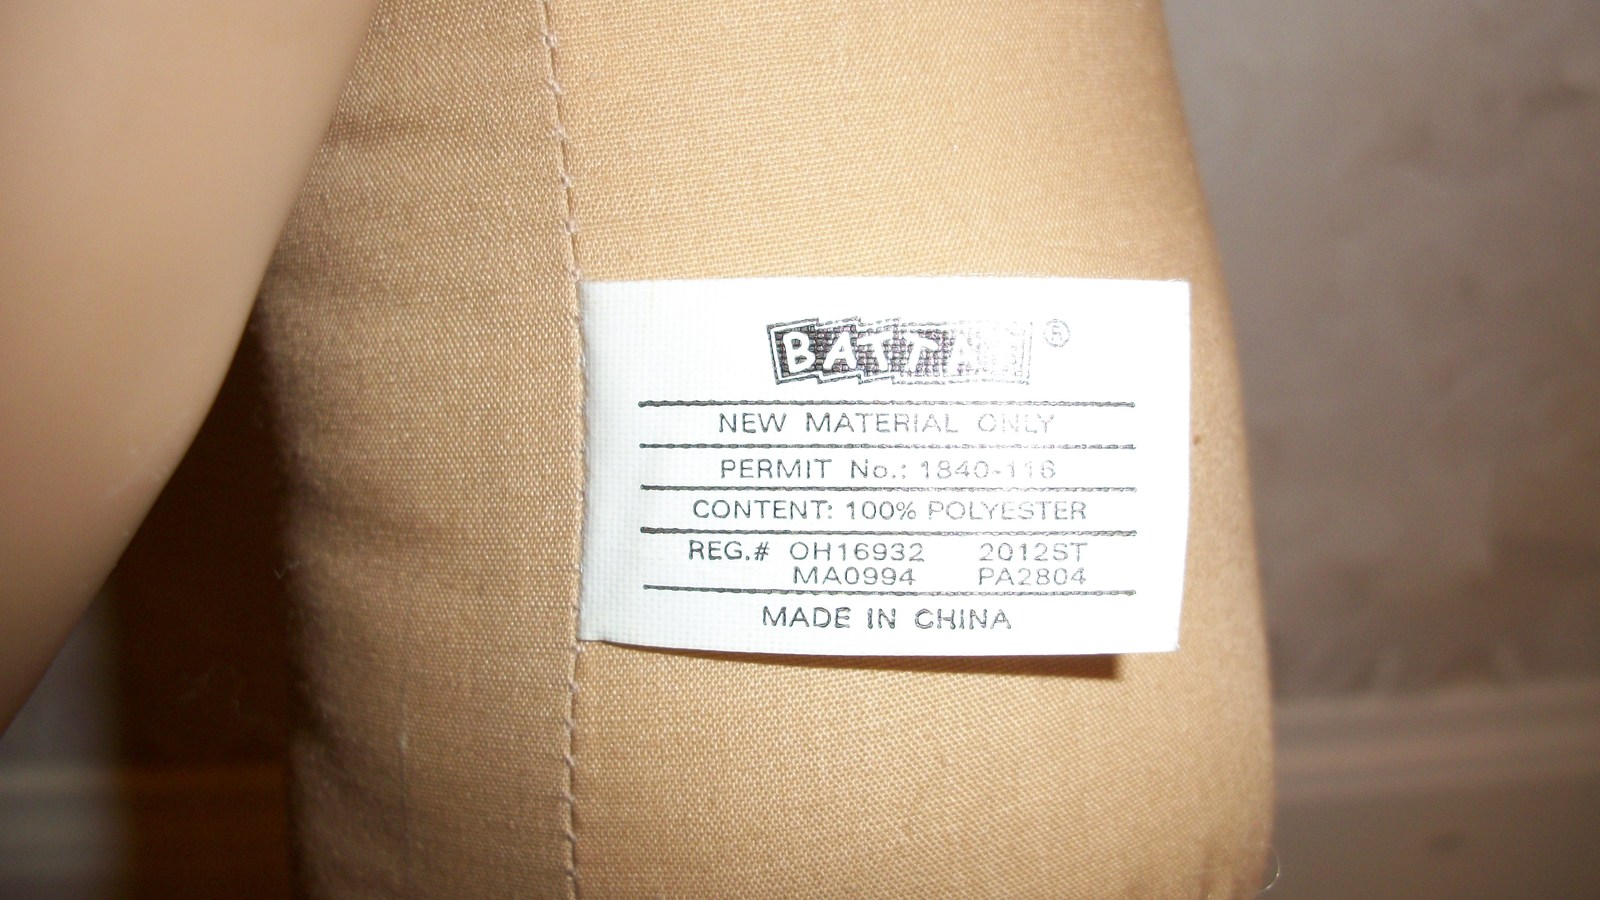 BATTAT ®
NEW MATERIAL ONLY
PERMIT No.: 1840-116
CONTENT: 100% POLYESTER
REG.# OH16932 2012ST
MA0994 PA2804
MADE IN CHINA